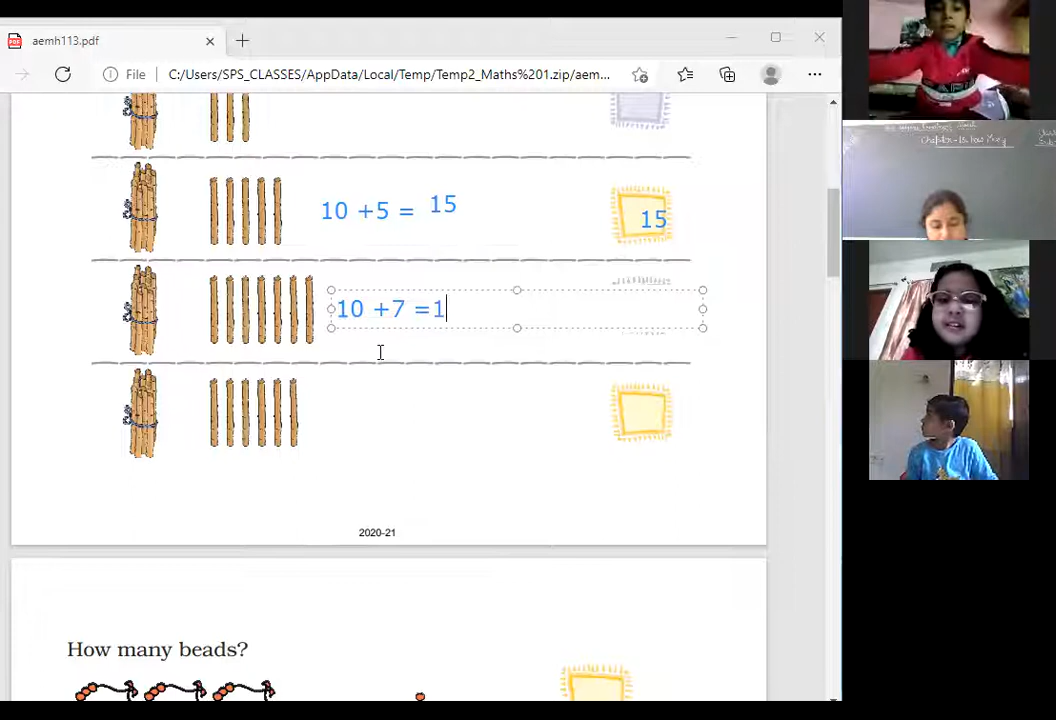 aemh113.pdf
File
C:/Users/SPS_CLASSES/AppData/Local/Temp/Temp2_Maths%201.zip/aem...
10 +5 = 15
15
10 +7 =1
2020-21
How many beads?